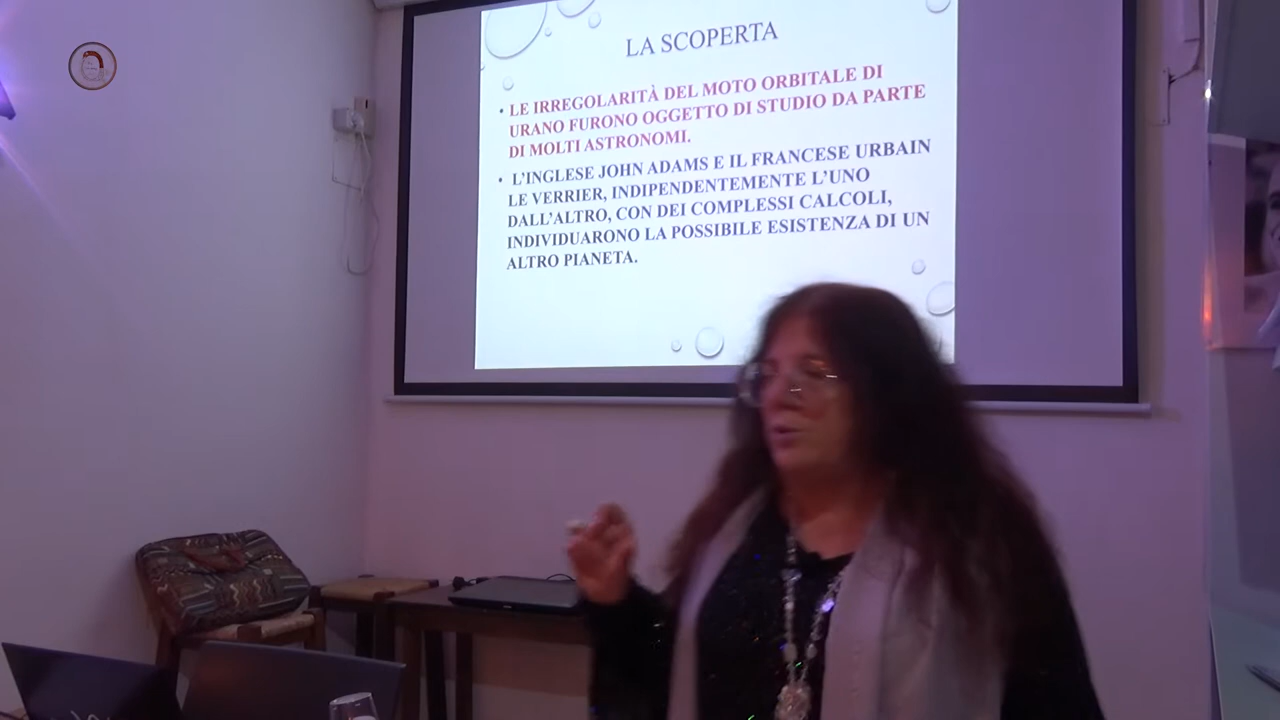 LA SCOPERTA
• LE IRREGOLARITÀ DEL MOTO ORBITALE DI
URANO FURONO OGGETTO DI STUDIO DA PARTE
DI MOLTI ASTRONOMI.
• L'INGLESE JOHN ADAMS E IL FRANCESE URBAIN
LE VERRIER, INDIPENDENTEMENTE L'UNO
DALL'ALTRO, CON DEI COMPLESSI CALCOLI,
INDIVIDUARONO LA POSSIBILE ESISTENZA DI UN
ALTRO PIANETA.